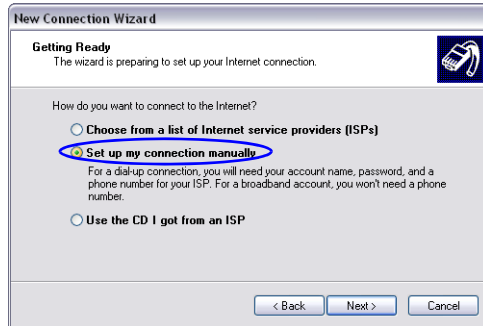 New Connection Wizard
Getting Ready
The wizard is preparing to set up your Internet connection.
How do you want to connect to the Internet?
Choose from a list of Internet service providers (ISPs)
Set up my connection manually
For a dial-up connection, you will need your account name, password, and a
phone number for your ISP. For a broadband account, you won't need a phone
number.
Use the CD I got from an ISP
< Back
Next >
Cancel